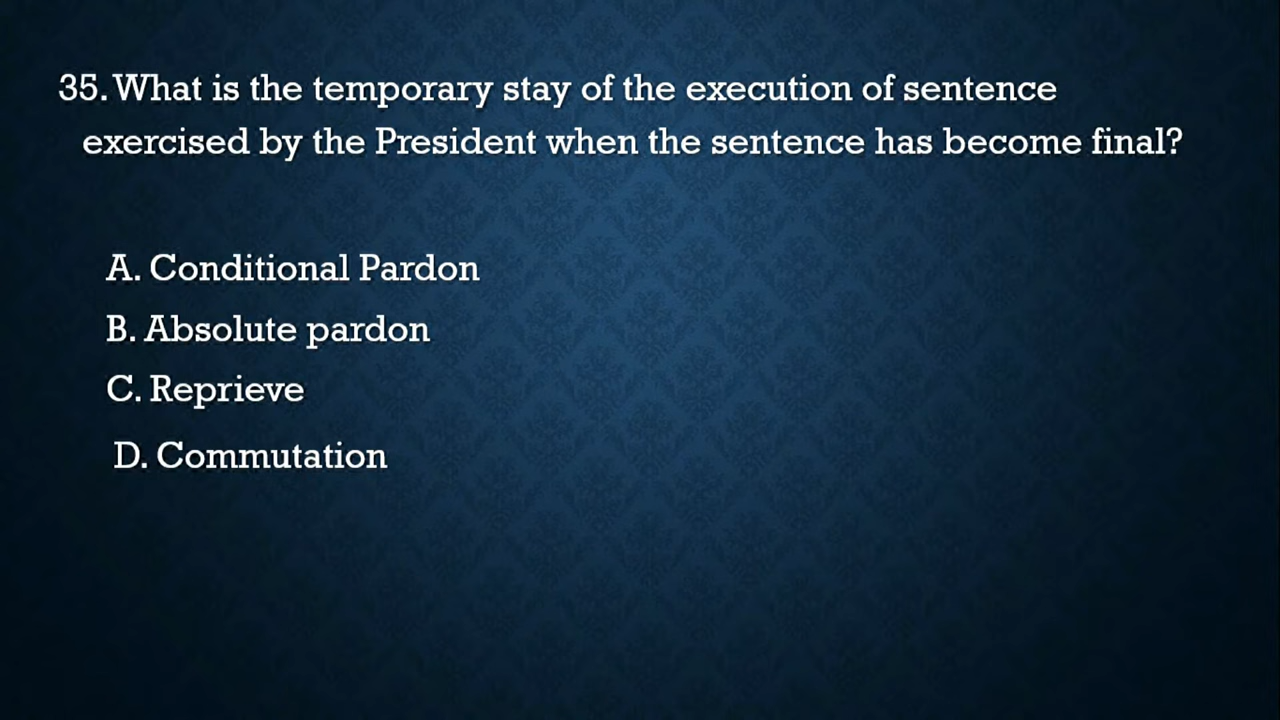 35. What is the temporary stay of the execution of sentence
exercised by the President when the sentence has become final?
A. Conditional Pardon
B. Absolute pardon
C. Reprieve
D. Commutation